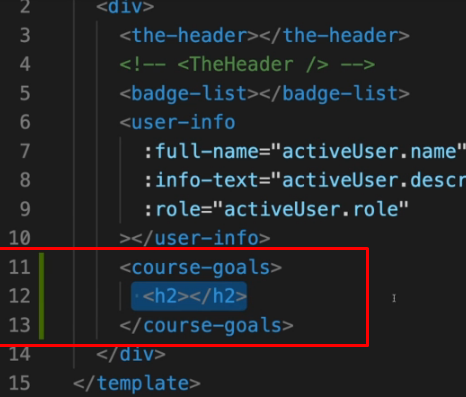 2 <div>
3 <the-header></the-header>
4 <!-- <TheHeader /> -->
5 <badge-list></badge-list>
6 <user-info
7 :full-name="activeUser.name"
8 :info-text="activeUser.descr
9 :role="activeUser.role"
10 ></user-info>
11 <course-goals>
12 <h2></h2>
13 </course-goals>
14 </div>
15 </template>